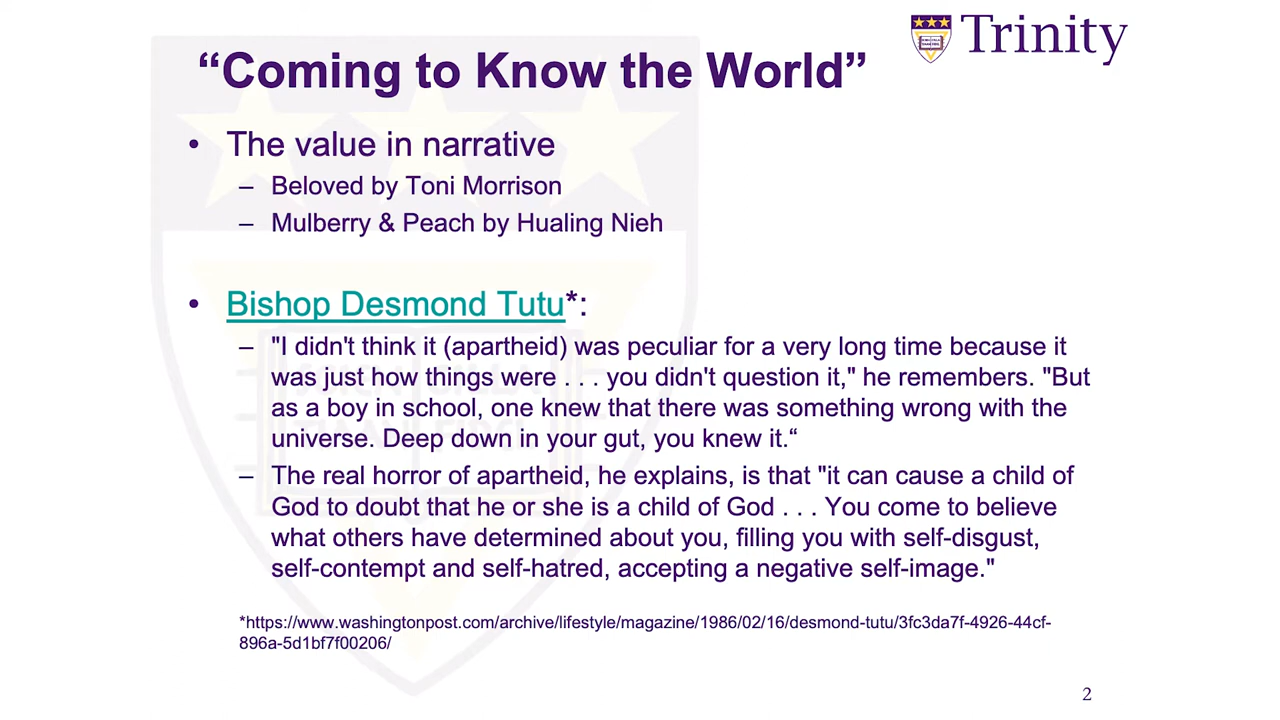 Trinity
“Coming to Know the World”
• The value in narrative
– Beloved by Toni Morrison
– Mulberry & Peach by Hualing Nieh
• Bishop Desmond Tutu*:
– "I didn't think it (apartheid) was peculiar for a very long time because it
was just how things were . . . you didn't question it," he remembers. "But
as a boy in school, one knew that there was something wrong with the
universe. Deep down in your gut, you knew it.“
– The real horror of apartheid, he explains, is that "it can cause a child of
God to doubt that he or she is a child of God . . . You come to believe
what others have determined about you, filling you with self-disgust,
self-contempt and self-hatred, accepting a negative self-image."
*https://www.washingtonpost.com/archive/lifestyle/magazine/1986/02/16/desmond-tutu/3fc3da7f-4926-44cf-
896a-5d1bf7f00206/
2